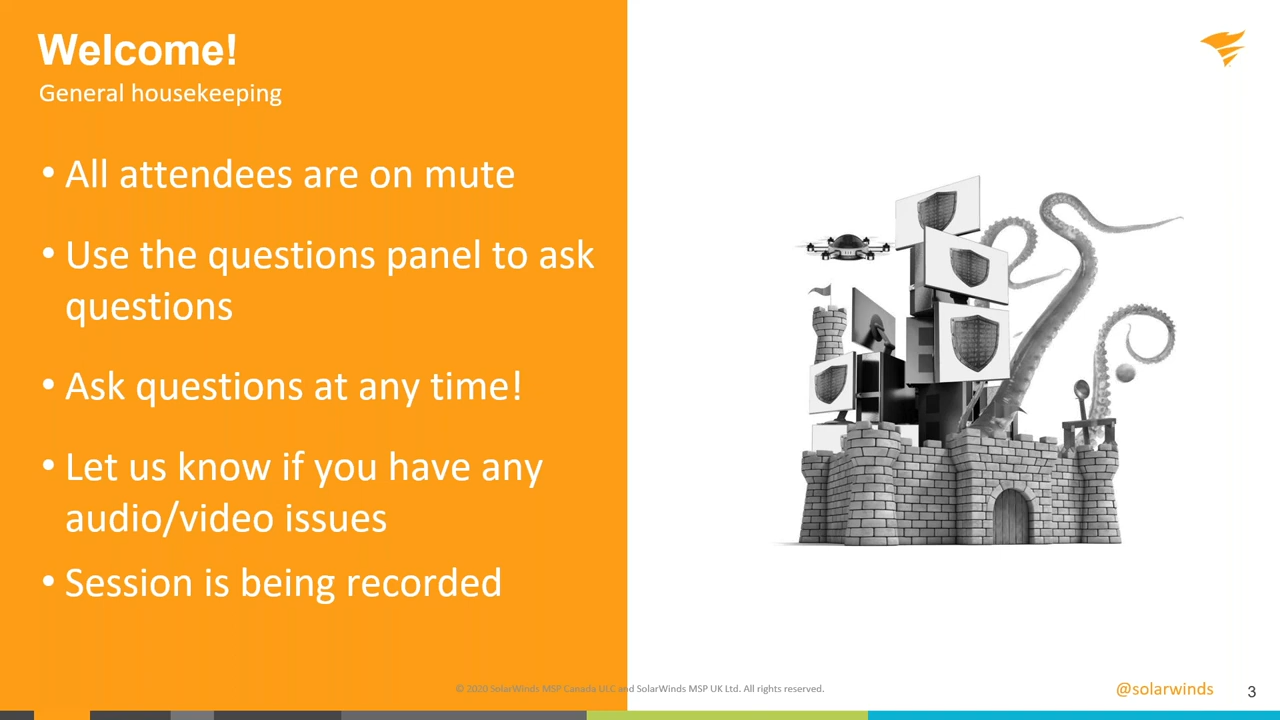 Welcome!
General housekeeping
• All attendees are on mute
• Use the questions panel to ask
questions
• Ask questions at any time!
• Let us know if you have any
audio/video issues
• Session is being recorded
© 2020 SolarWinds MSP Canada ULC and SolarWinds MSP UK Ltd. All rights reserved.
@solarwinds
3